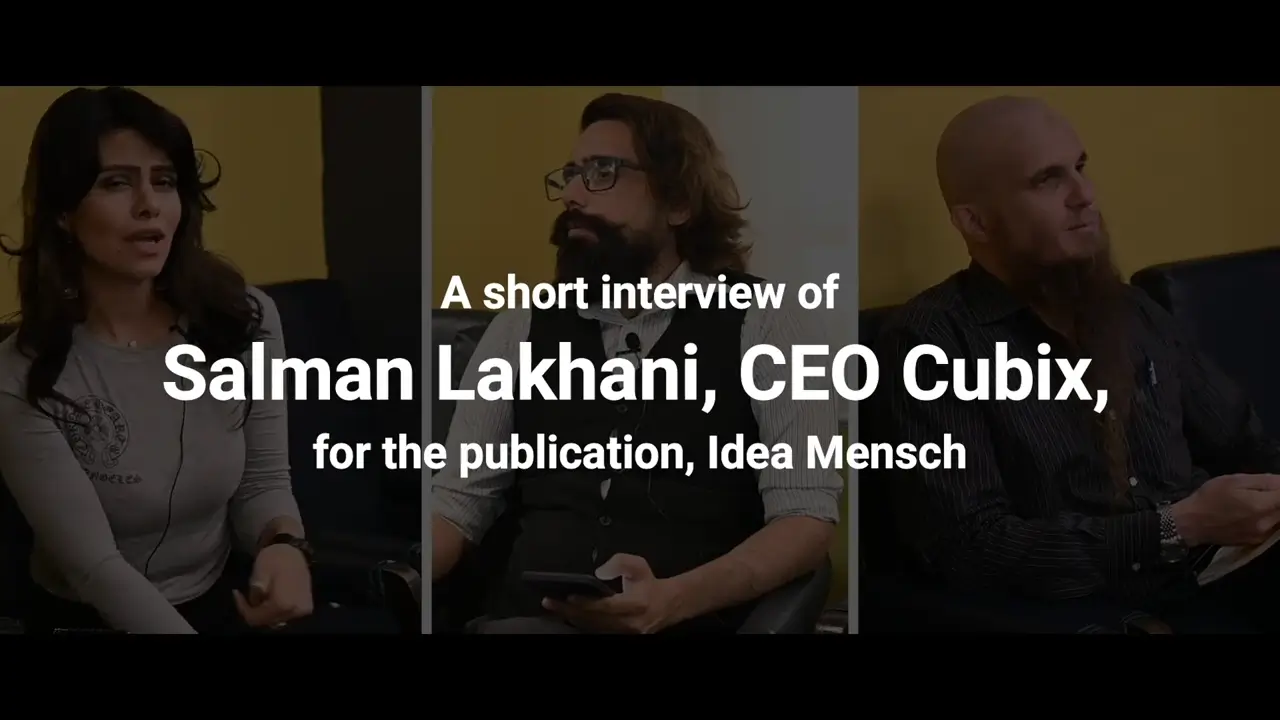 A short interview of
Salman Lakhani, CEO Cubix,
for the publication, Idea Mensch